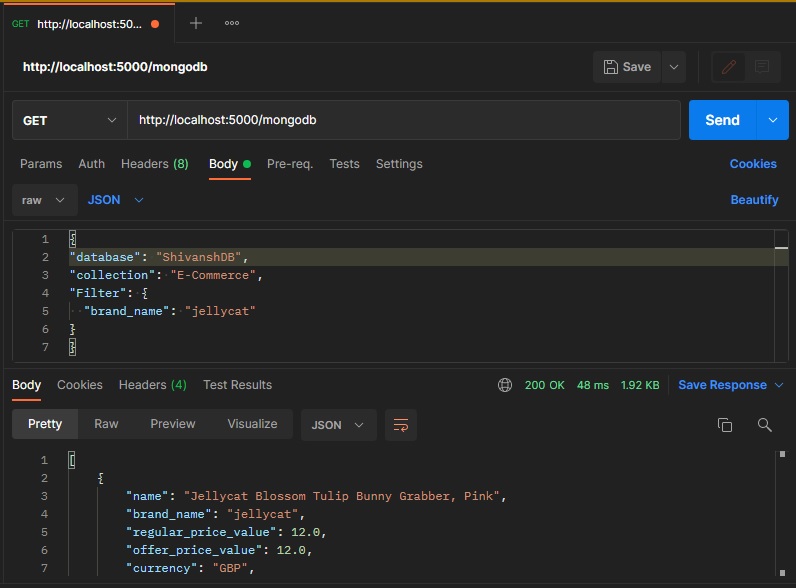 GET http://localhost:50...
http://localhost:5000/mongodb
Save
GET http://localhost:5000/mongodb Send
Params Auth Headers (8) Body Pre-req. Tests Settings Cookies
raw JSON Beautify
1 {
2 "database": "ShivanshDB",
3 "collection": "E-Commerce",
4 "Filter": {
5 "brand_name": "jellycat"
6 }
7 }
Body Cookies Headers (4) Test Results 200 OK 48 ms 1.92 KB Save Response
Pretty Raw Preview Visualize JSON
1 [
2 {
3 "name": "Jellycat Blossom Tulip Bunny Grabber, Pink",
4 "brand_name": "jellycat",
5 "regular_price_value": 12.0,
6 "offer_price_value": 12.0,
7 "currency": "GBP",